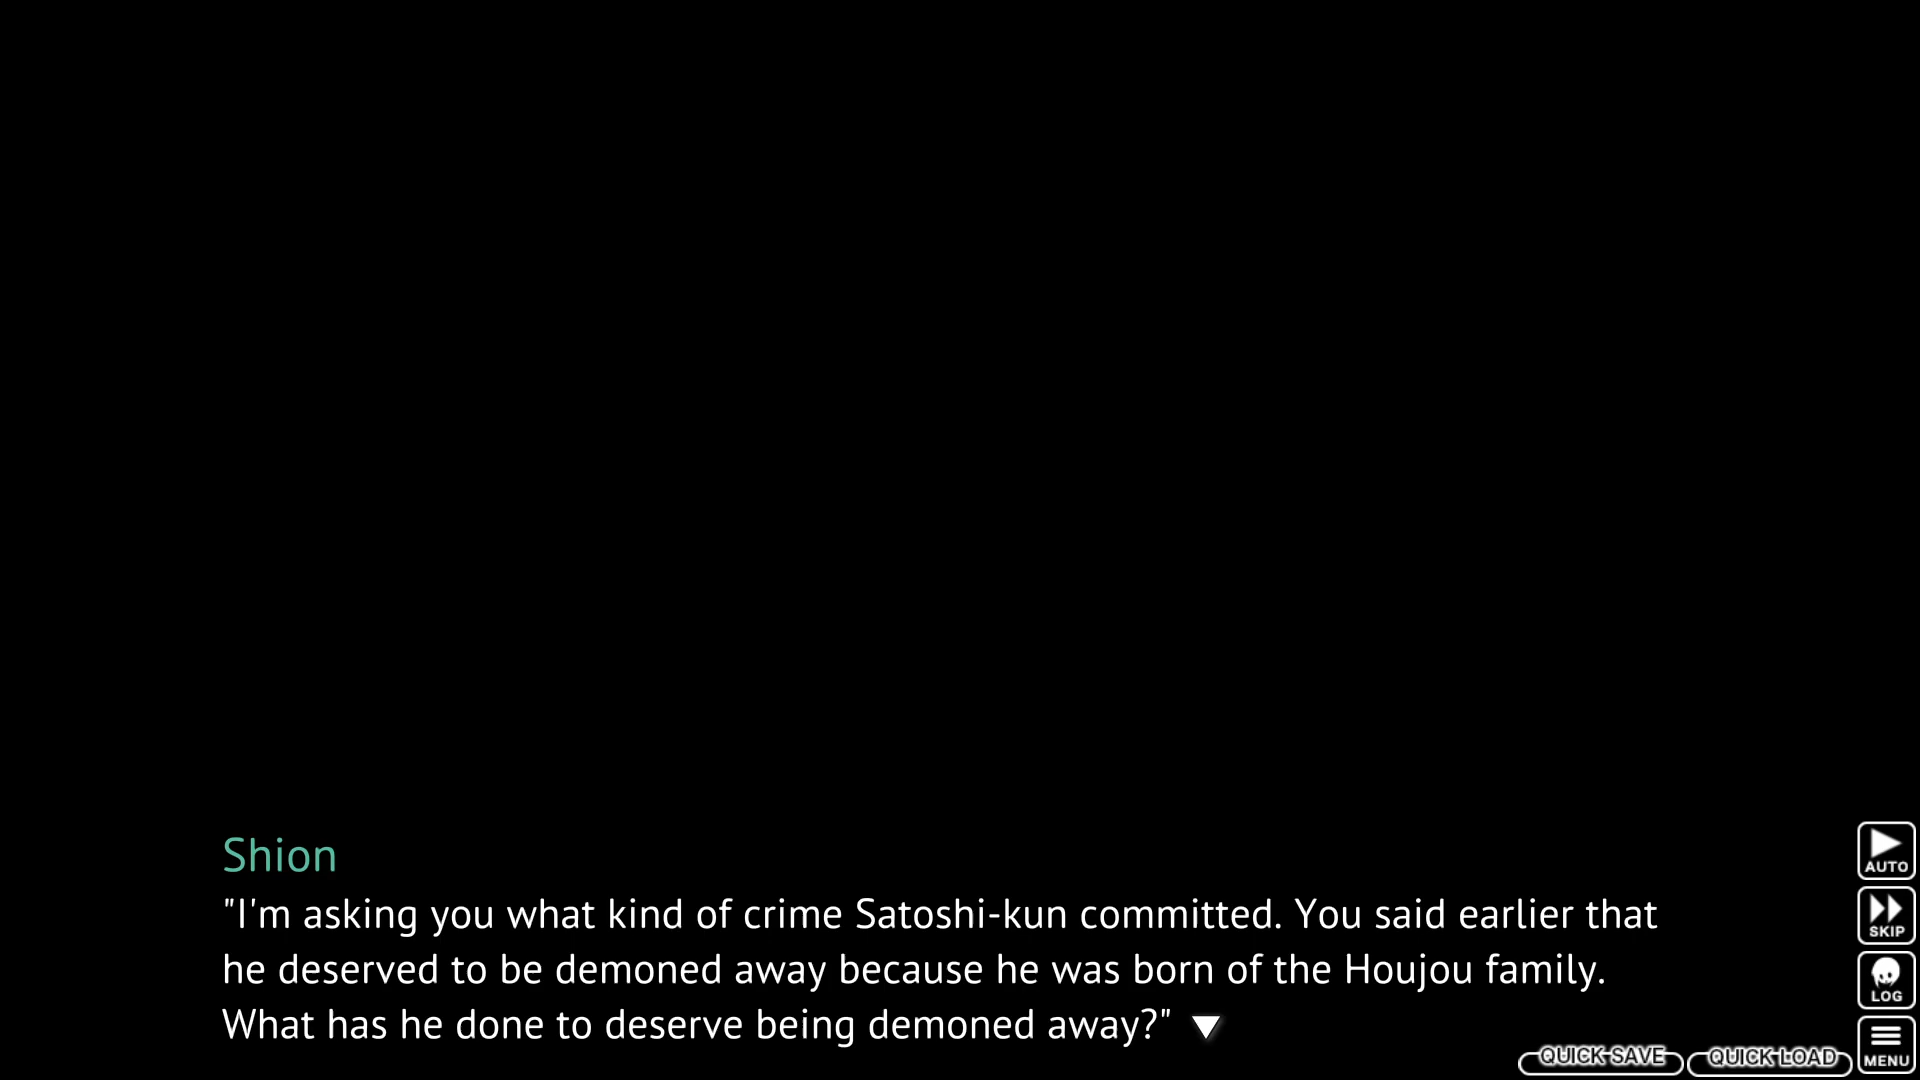 Shion
"I'm asking you what kind of crime Satoshi-kun committed. You said earlier that
he deserved to be demoned away because he was born of the Houjou family.
What has he done to deserve being demoned away?"
AUTO
SKIP
LOG
MENU
QUICK SAVE QUICK LOAD